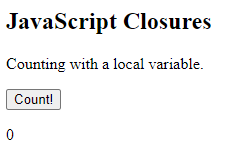 JavaScript Closures
Counting with a local variable.
Count!
0